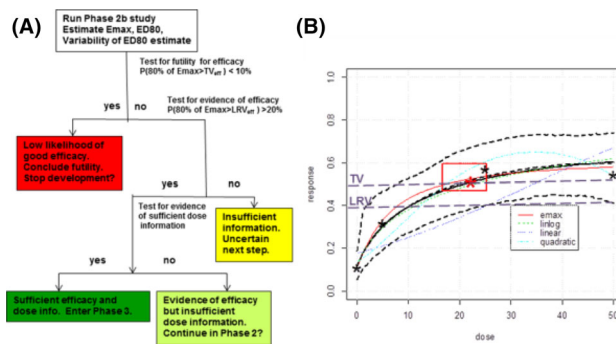 (A)
Run Phase 2b study
Estimate Emax, ED80,
Variability of ED80 estimate
Test for futility for efficacy
P(80% of Emax>TVeff) < 10%
yes no
Test for evidence of efficacy
P(80% of Emax>LRVeff) >20%
Low likelihood of
good efficacy.
Conclude futility.
Stop development?
yes no
Test for evidence
of sufficient dose
information
Insufficient
information.
Uncertain
next step.
yes no
Sufficient efficacy and
dose info. Enter Phase 3.
Evidence of efficacy
but insufficient
dose information.
Continue in Phase 2?
(B)
response
1.0
0.8
0.6
0.4
0.2
0.0
TV
LRV
emax
linlog
linear
quadratic
0 10 20 30 40 50
dose